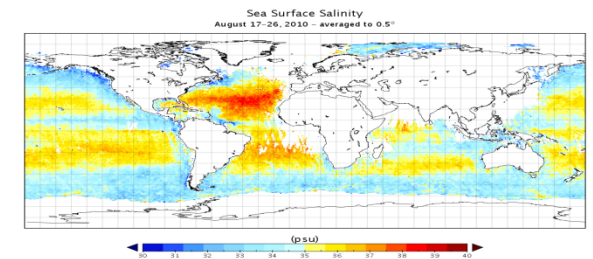 Sea Surface Salinity
August 17-26, 2010 - averaged to 0.5°
(psu)
30 31 32 33 34 35 36 37 38 39 40